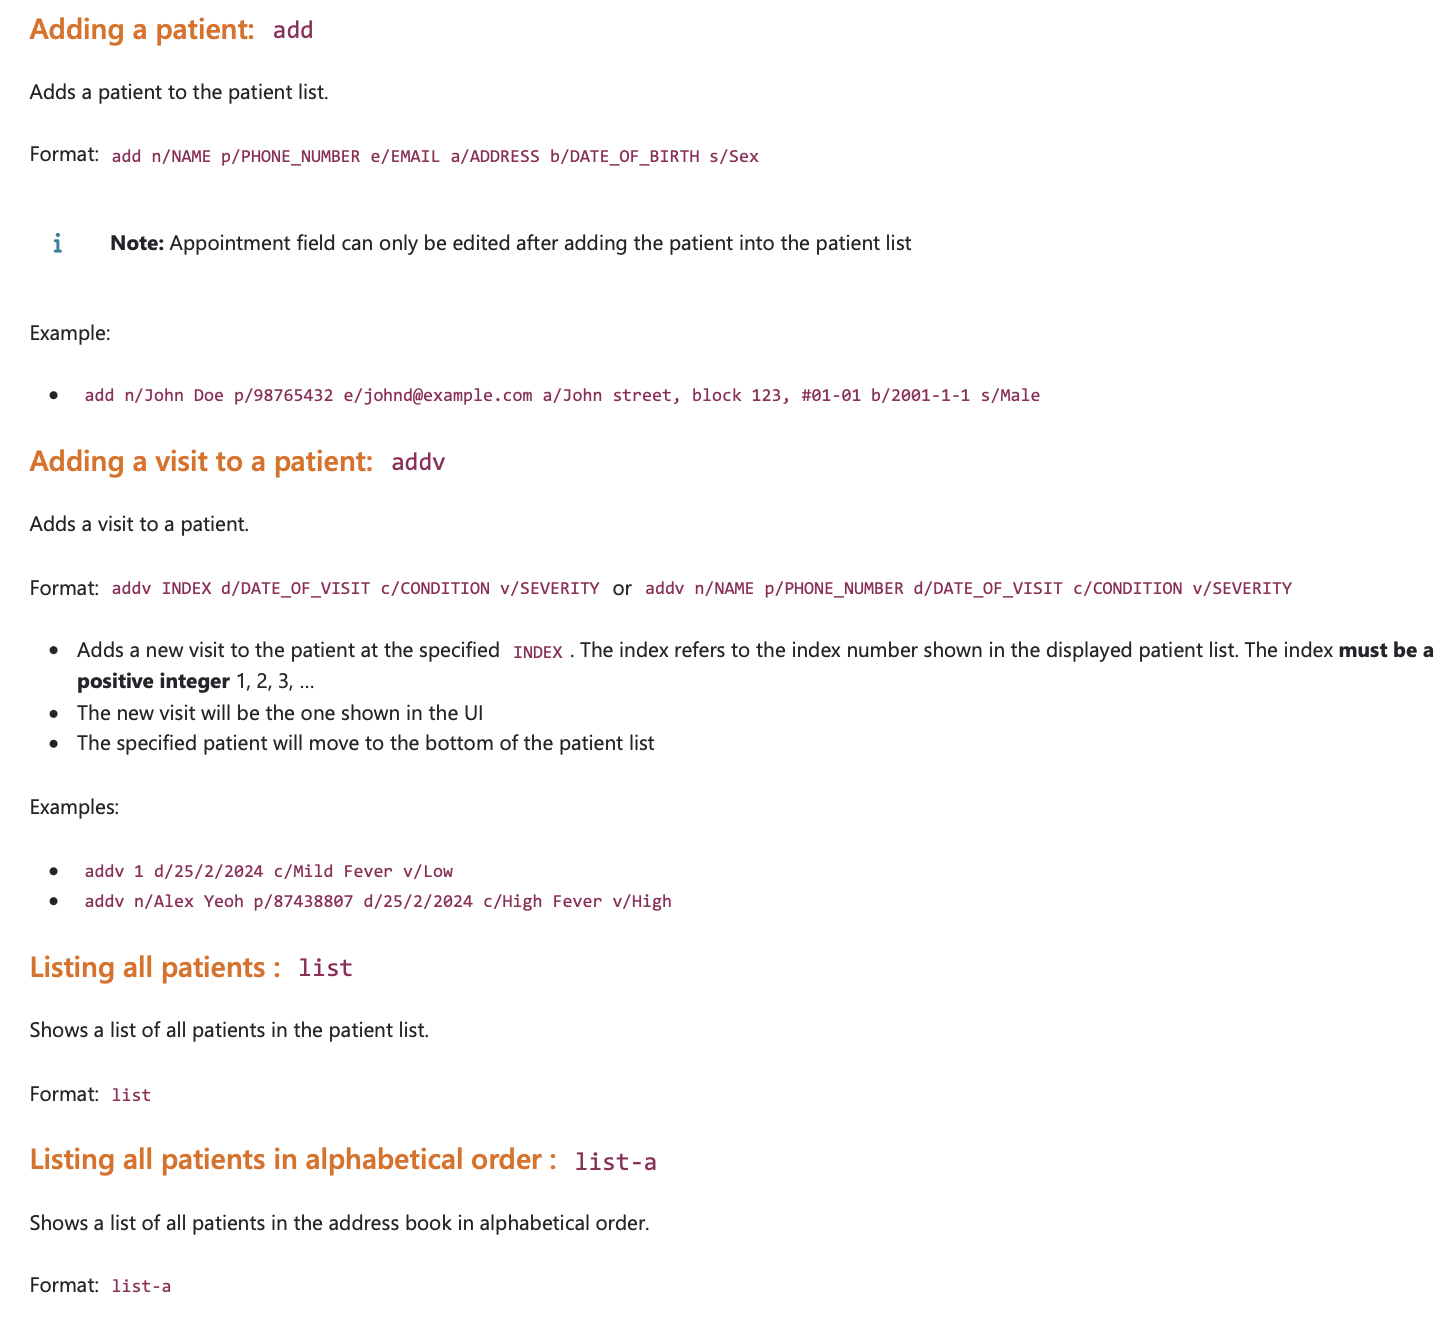 Adding a patient: add
Adds a patient to the patient list.
Format: add n/NAME p/PHONE_NUMBER e/EMAIL a/ADDRESS b/DATE_OF_BIRTH s/Sex
Note: Appointment field can only be edited after adding the patient into the patient list
Example:
• add n/John Doe p/98765432 e/johnd@example.com a/John street, block 123, #01-01 b/2001-1-1 s/Male
Adding a visit to a patient: addv
Adds a visit to a patient.
Format: addv INDEX d/DATE_OF_VISIT c/CONDITION v/SEVERITY or addv n/NAME p/PHONE_NUMBER d/DATE_OF_VISIT c/CONDITION v/SEVERITY
• Adds a new visit to the patient at the specified INDEX . The index refers to the index number shown in the displayed patient list. The index must be a
positive integer 1, 2, 3, …
• The new visit will be the one shown in the UI
• The specified patient will move to the bottom of the patient list
Examples:
• addv 1 d/25/2/2024 c/Mild Fever v/Low
• addv n/Alex Yeoh p/87438807 d/25/2/2024 c/High Fever v/High
Listing all patients : list
Shows a list of all patients in the patient list.
Format: list
Listing all patients in alphabetical order : list-a
Shows a list of all patients in the address book in alphabetical order.
Format: list-a